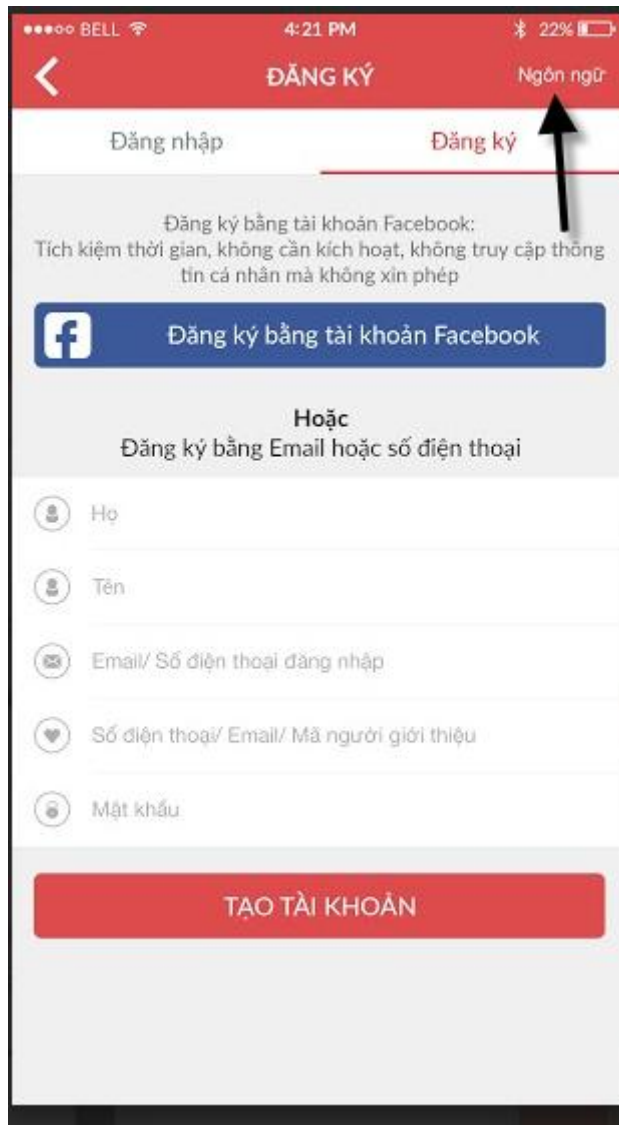 BELL 4:21 PM 22%
ĐĂNG KÝ Ngôn ngữ
Đăng nhập Đăng ký
Đăng ký bằng tài khoản Facebook:
Tích kiệm thời gian, không cần kích hoạt, không truy cập thông
tin cá nhân mà không xin phép
Đăng ký bằng tài khoản Facebook
Hoặc
Đăng ký bằng Email hoặc số điện thoại
Họ
Tên
Email/ Số điện thoại đăng nhập
Số điện thoại/ Email/ Mã người giới thiệu
Mật khẩu
TẠO TÀI KHOẢN